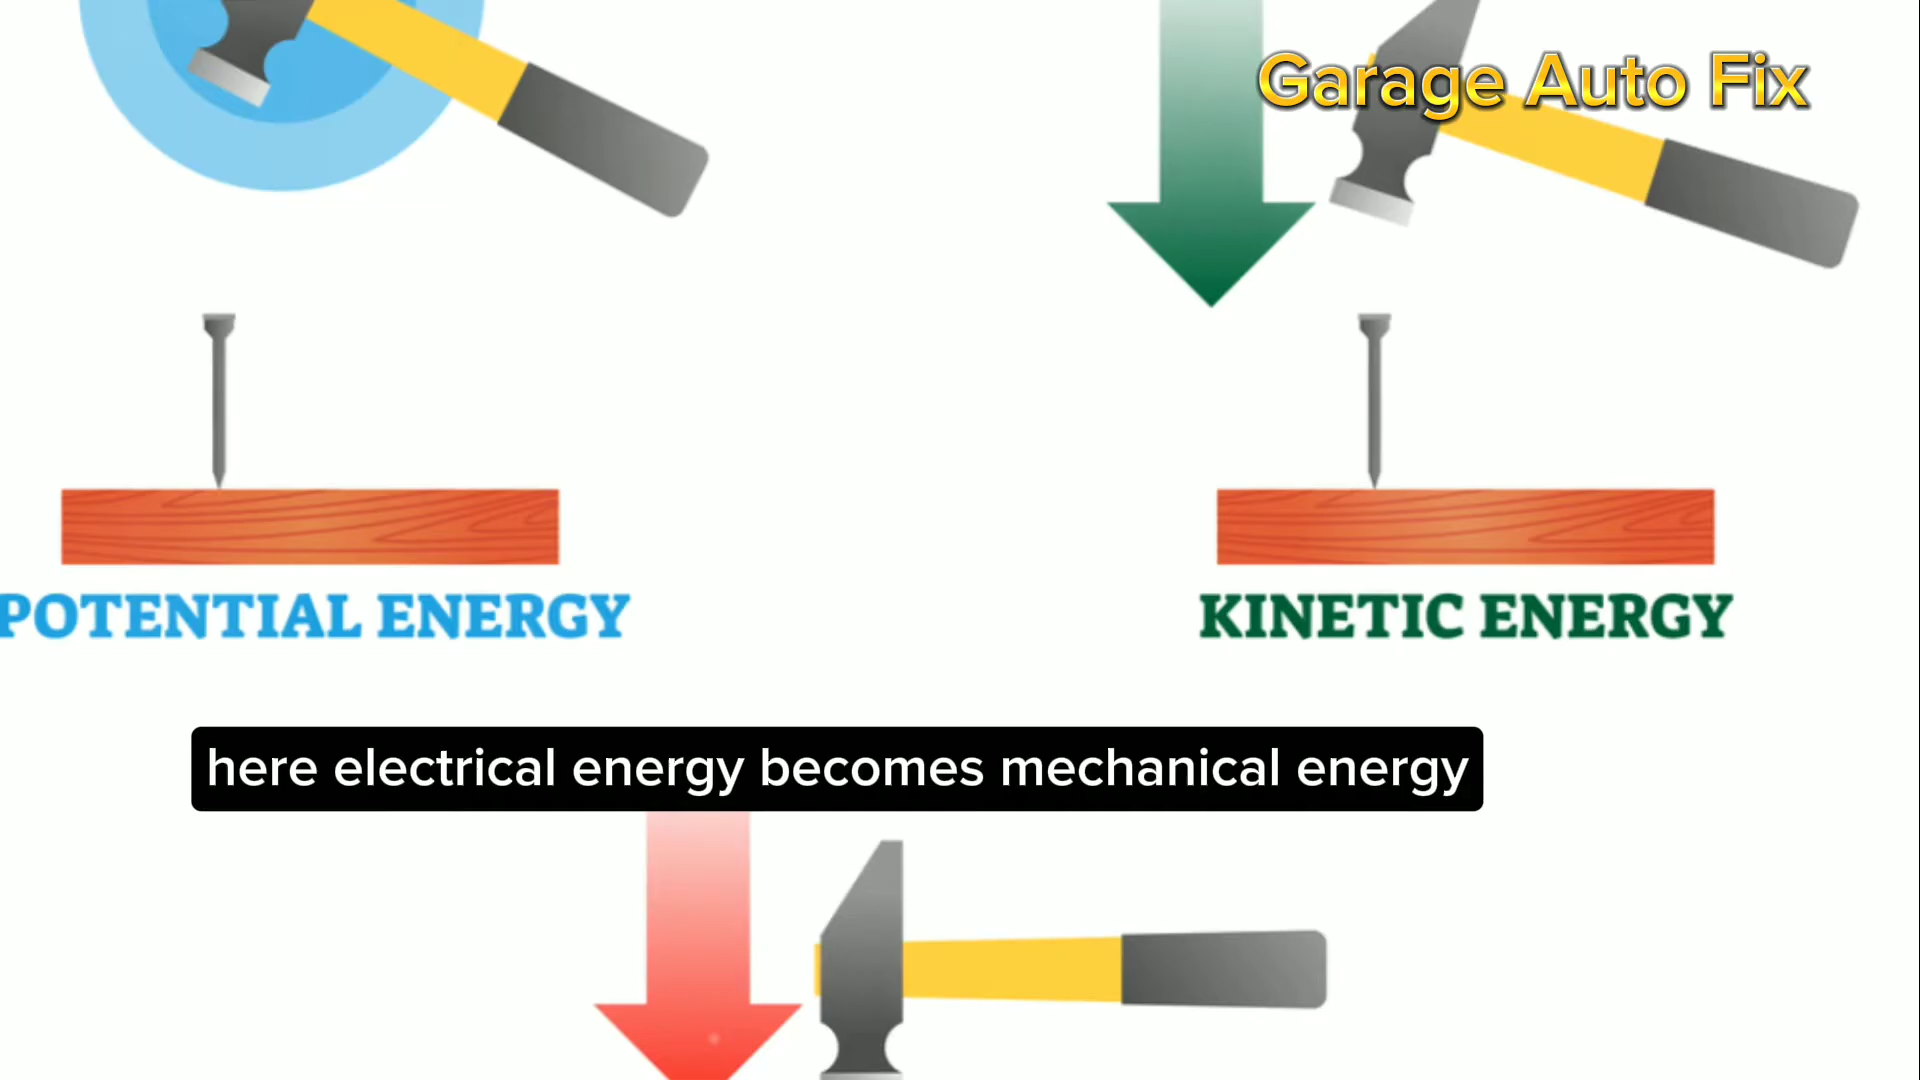 Garage Auto Fix
POTENTIAL ENERGY
KINETIC ENERGY
here electrical energy becomes mechanical energy